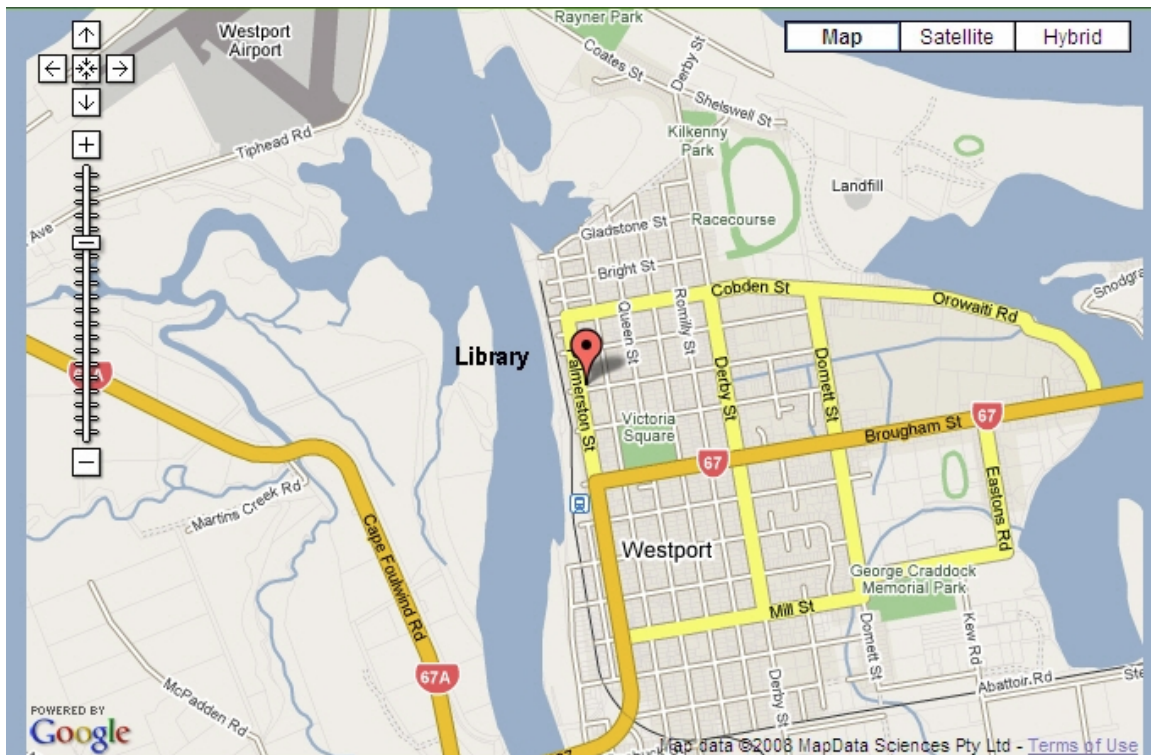 Rayner Park
Westport
Airport
Map
Satellite
Hybrid
Coates St
Derby St
Shelswell St
Kilkenny
Park
Tiphead Rd
Landfill
Racecourse
Ave
Gladstone St
Bright St
Cobden St
Orowaiti Rd
Queen St
Romilly St
Library
Palmerston St
Derby St
Domett St
Victoria
Square
Brougham St
67
67
Eastons Rd
Martins Creek Rd
Cape Foulwind Rd
Westport
George Craddock
Memorial Park
Mill St
Domett St
Kew Rd
67A
McPadden Rd
Derby St
Abattoir Rd
POWERED BY
Google
Map data ©2008 MapData Sciences Pty Ltd - Terms of Use